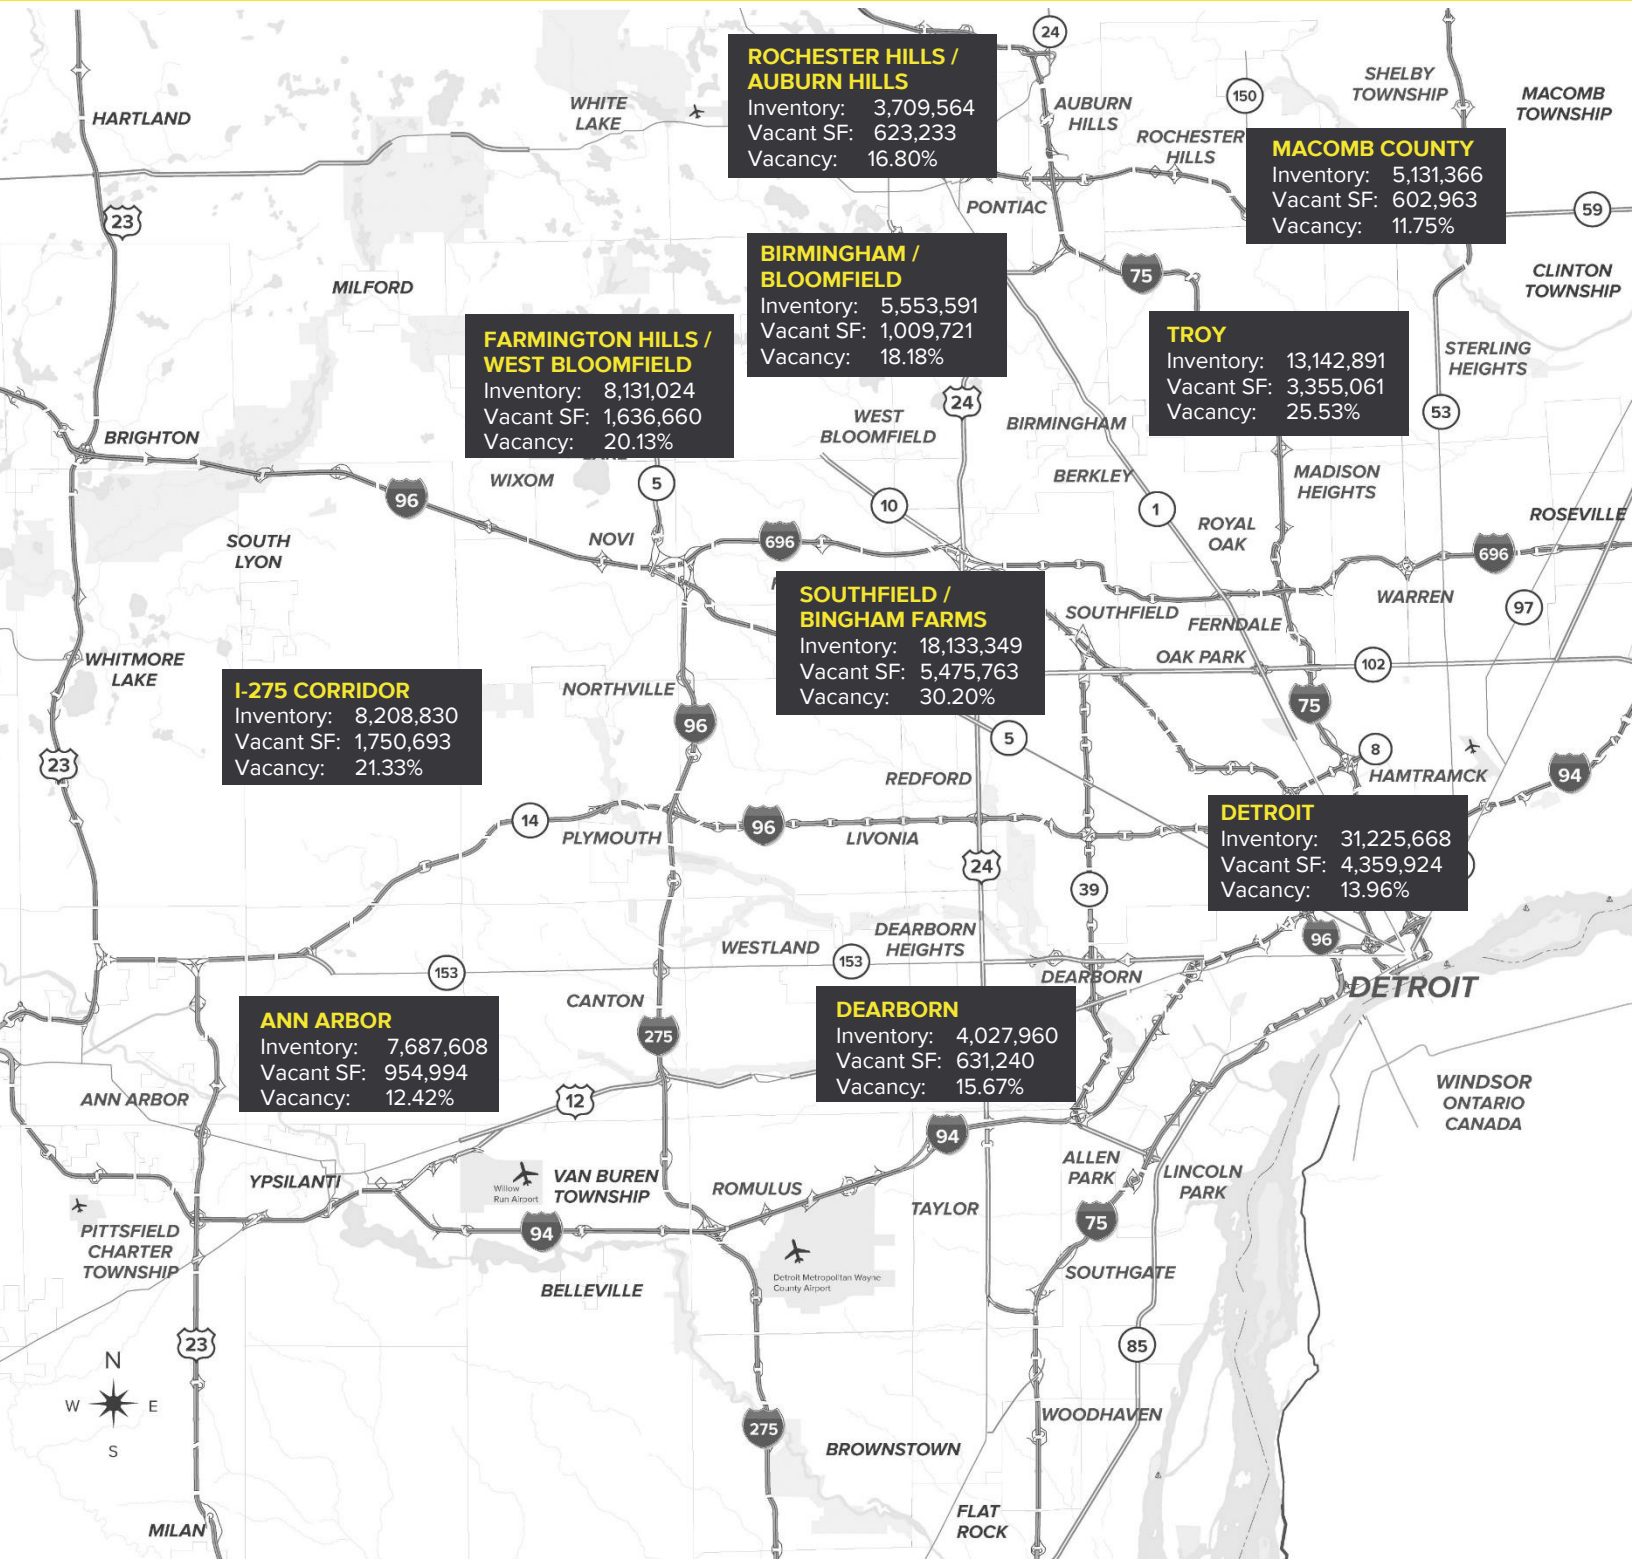 24
ROCHESTER HILLS /
AUBURN HILLS
Inventory: 3,709,564
Vacant SF: 623,233
Vacancy: 16.80%
HARTLAND
WHITE
LAKE
AUBURN
HILLS
150
SHELBY
TOWNSHIP
MACOMB
TOWNSHIP
ROCHESTER
HILLS
MACOMB COUNTY
Inventory: 5,131,366
Vacant SF: 602,963
Vacancy: 11.75%
59
23
PONTIAC
BIRMINGHAM /
BLOOMFIELD
Inventory: 5,553,591
Vacant SF: 1,009,721
Vacancy: 18.18%
75
CLINTON
TOWNSHIP
MILFORD
FARMINGTON HILLS /
WEST BLOOMFIELD
Inventory: 8,131,024
Vacant SF: 1,636,660
Vacancy: 20.13%
TROY
Inventory: 13,142,891
Vacant SF: 3,355,061
Vacancy: 25.53%
STERLING
HEIGHTS
24
53
WEST
BLOOMFIELD
BIRMINGHAM
BRIGHTON
WIXOM
5
BERKLEY
MADISON
HEIGHTS
96
10
1
ROYAL
OAK
ROSEVILLE
SOUTH
LYON
NOVI
696
696
SOUTHFIELD /
BINGHAM FARMS
Inventory: 18,133,349
Vacant SF: 5,475,763
Vacancy: 30.20%
SOUTHFIELD
FERNDALE
WARREN
97
WHITMORE
LAKE
OAK PARK
102
I-275 CORRIDOR
Inventory: 8,208,830
Vacant SF: 1,750,693
Vacancy: 21.33%
NORTHVILLE
96
75
5
8
23
REDFORD
HAMTRAMCK
94
14
PLYMOUTH
96
LIVONIA
DETROIT
Inventory: 31,225,668
Vacant SF: 4,359,924
Vacancy: 13.96%
24
39
WESTLAND
DEARBORN
HEIGHTS
96
153
153
DEARBORN
DETROIT
CANTON
ANN ARBOR
Inventory: 7,687,608
Vacant SF: 954,994
Vacancy: 12.42%
275
DEARBORN
Inventory: 4,027,960
Vacant SF: 631,240
Vacancy: 15.67%
ANN ARBOR
12
WINDSOR
ONTARIO
CANADA
94
YPSILANTI
Willow
Run Airport
VAN BUREN
TOWNSHIP
ROMULUS
ALLEN
PARK
LINCOLN
PARK
TAYLOR
PITTSFIELD
CHARTER
TOWNSHIP
94
75
Detroit Metropolitan Wayne
County Airport
SOUTHGATE
BELLEVILLE
23
85
N
W E
S
275
WOODHAVEN
BROWNSTOWN
FLAT
ROCK
MILAN